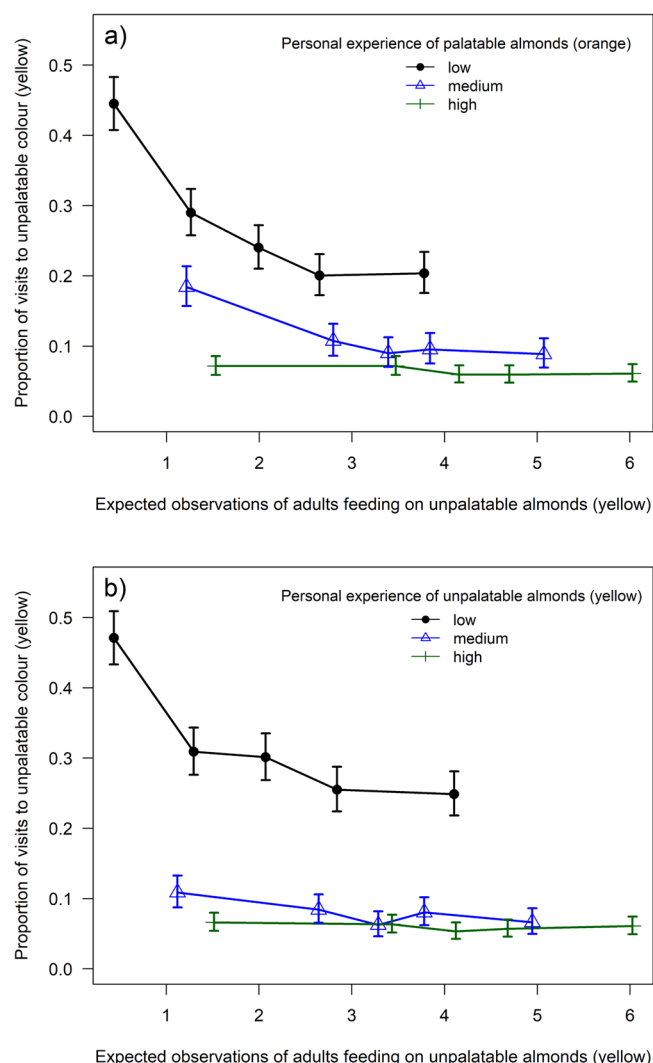 a)
Personal experience of palatable almonds (orange)
low
medium
high
Proportion of visits to unpalatable colour (yellow)
0.5
0.4
0.3
0.2
0.1
0.0
1 2 3 4 5 6
Expected observations of adults feeding on unpalatable almonds (yellow)
b)
Personal experience of unpalatable almonds (yellow)
low
medium
high
Proportion of visits to unpalatable colour (yellow)
0.5
0.4
0.3
0.2
0.1
0.0
1 2 3 4 5 6
Expected observations of adults feeding on unpalatable almonds (yellow)